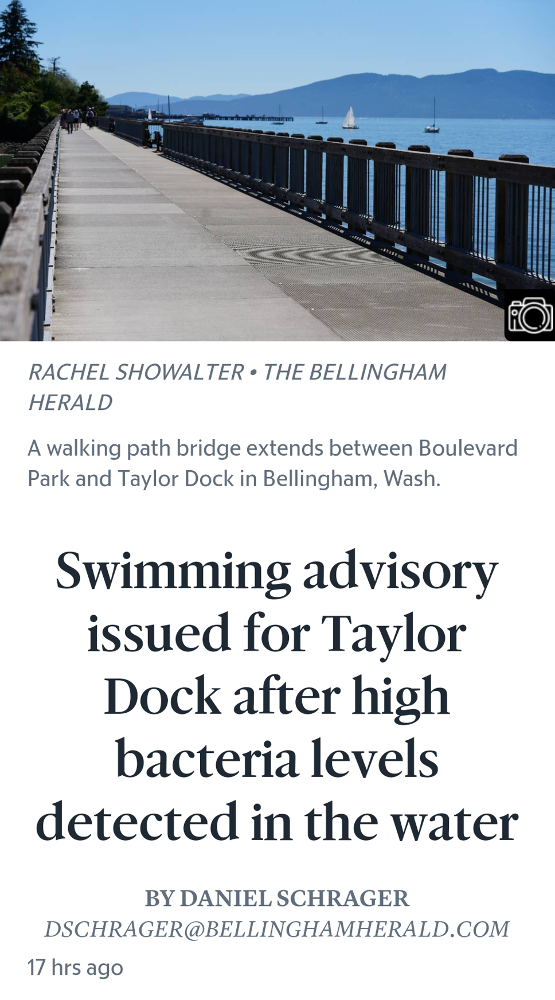 RACHEL SHOWALTER • THE BELLINGHAM
HERALD
A walking path bridge extends between Boulevard
Park and Taylor Dock in Bellingham, Wash.
Swimming advisory
issued for Taylor
Dock after high
bacteria levels
detected in the water
BY DANIEL SCHRAGER
DSCHRAGER@BELLINGHAMHERALD.COM
17 hrs ago